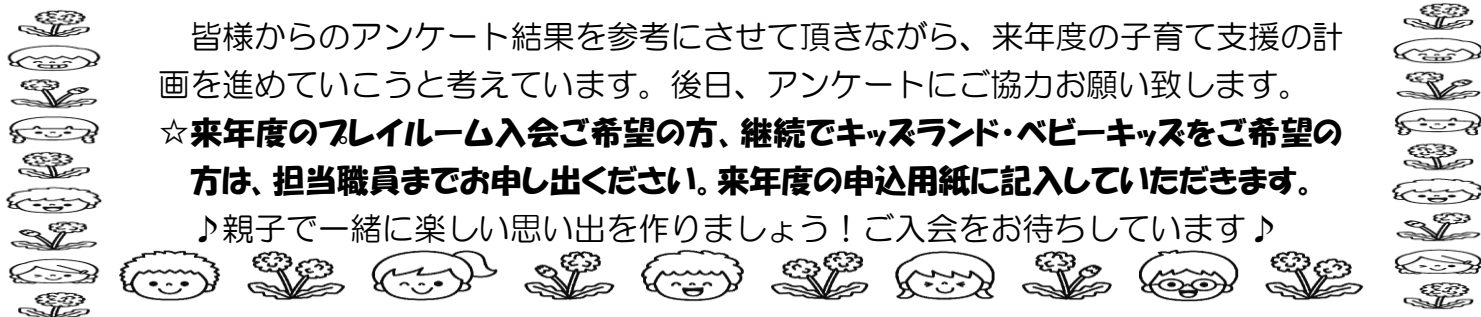 皆様からのアンケート結果を参考にさせて頂きながら、来年度の子育て支援の計
画を進めていこうと考えています。後日、アンケートにご協力お願い致します。
☆来年度のプレイルーム入会ご希望の方、継続でキッズランド・ベビーキッズをご希望の
方は、担当職員までお申し出ください。来年度の申込用紙に記入していただきます。
♪親子で一緒に楽しい思い出を作りましょう！ご入会をお待ちしています♪